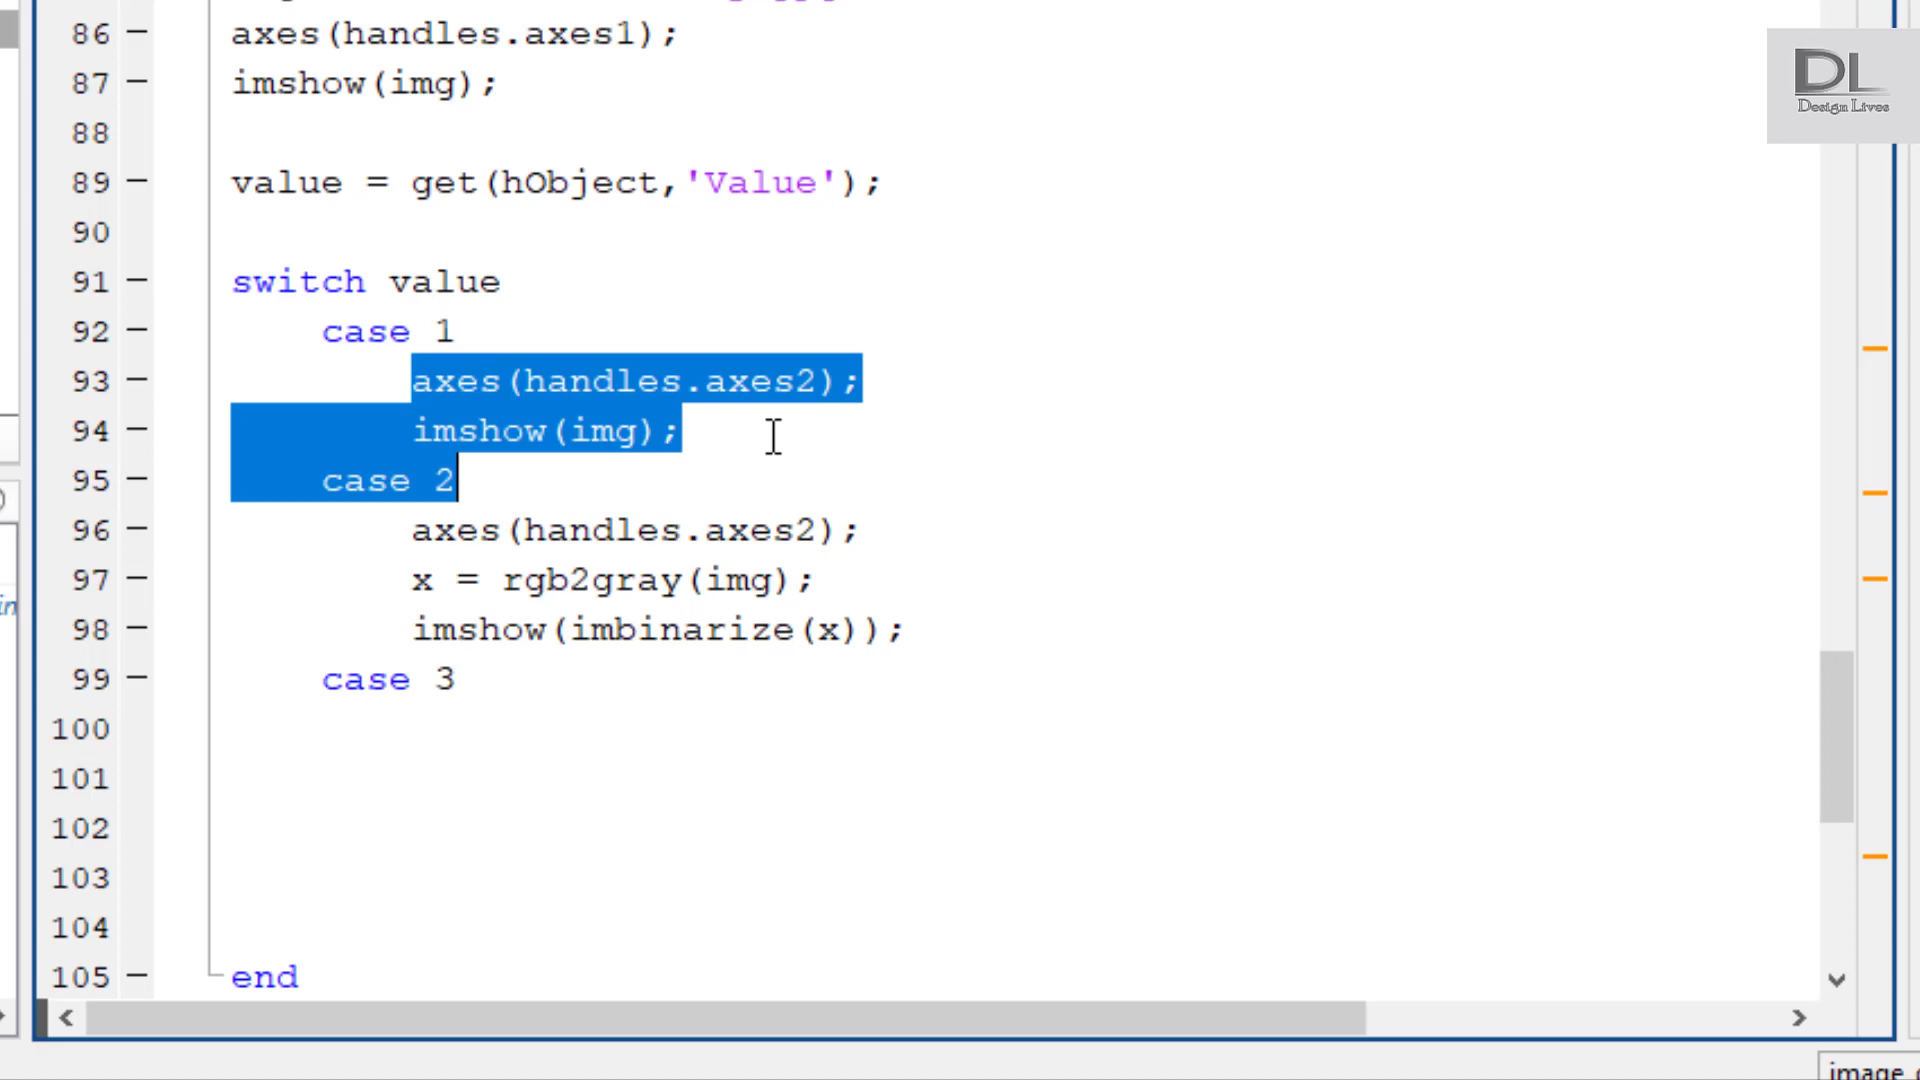 86 – axes(handles.axes1);
87 – imshow(img);
88
89 – value = get(hObject,'Value');
90
91 – switch value
92 – case 1
93 – axes(handles.axes2);
94 – imshow(img);
95 – case 2
96 – axes(handles.axes2);
97 – x = rgb2gray(img);
98 – imshow(imbinarize(x));
99 – case 3
100
101
102
103
104
105 – end
DL
Design Lives
in